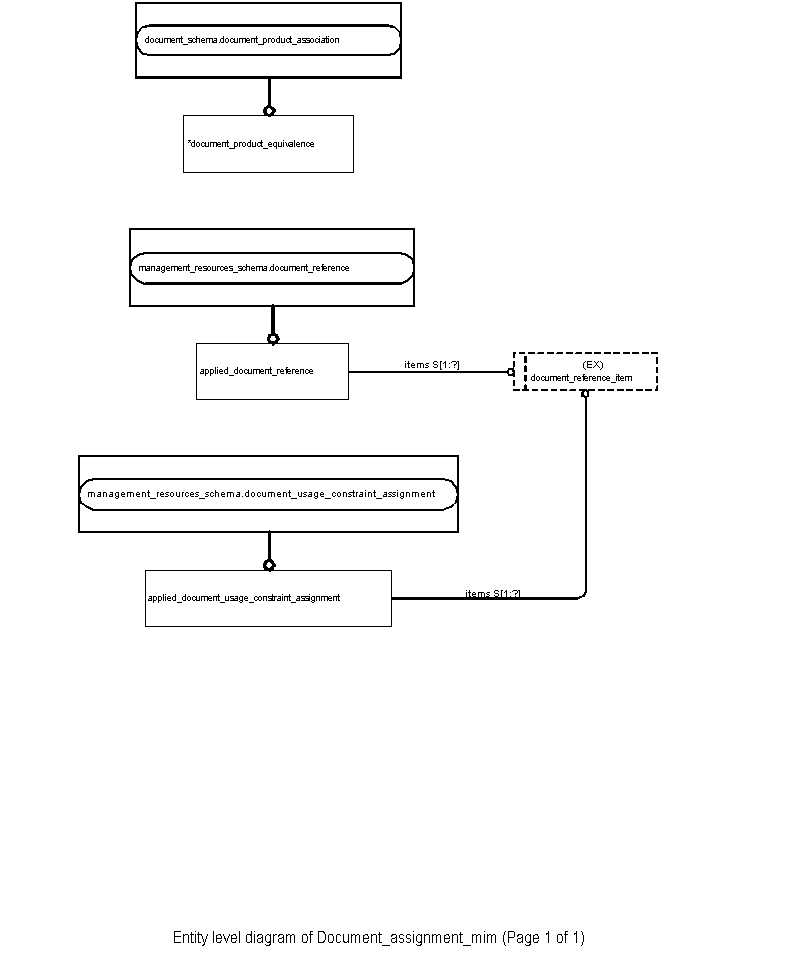 document_schema.document_product_association
*document_product_equivalence
management_resources_schema.document_reference
applied_document_reference
items S[1:?]
(EX)
document_reference_item
management_resources_schema.document_usage_constraint_assignment
applied_document_usage_constraint_assignment
items S[1:?]
Entity level diagram of Document_assignment_mim (Page 1 of 1)